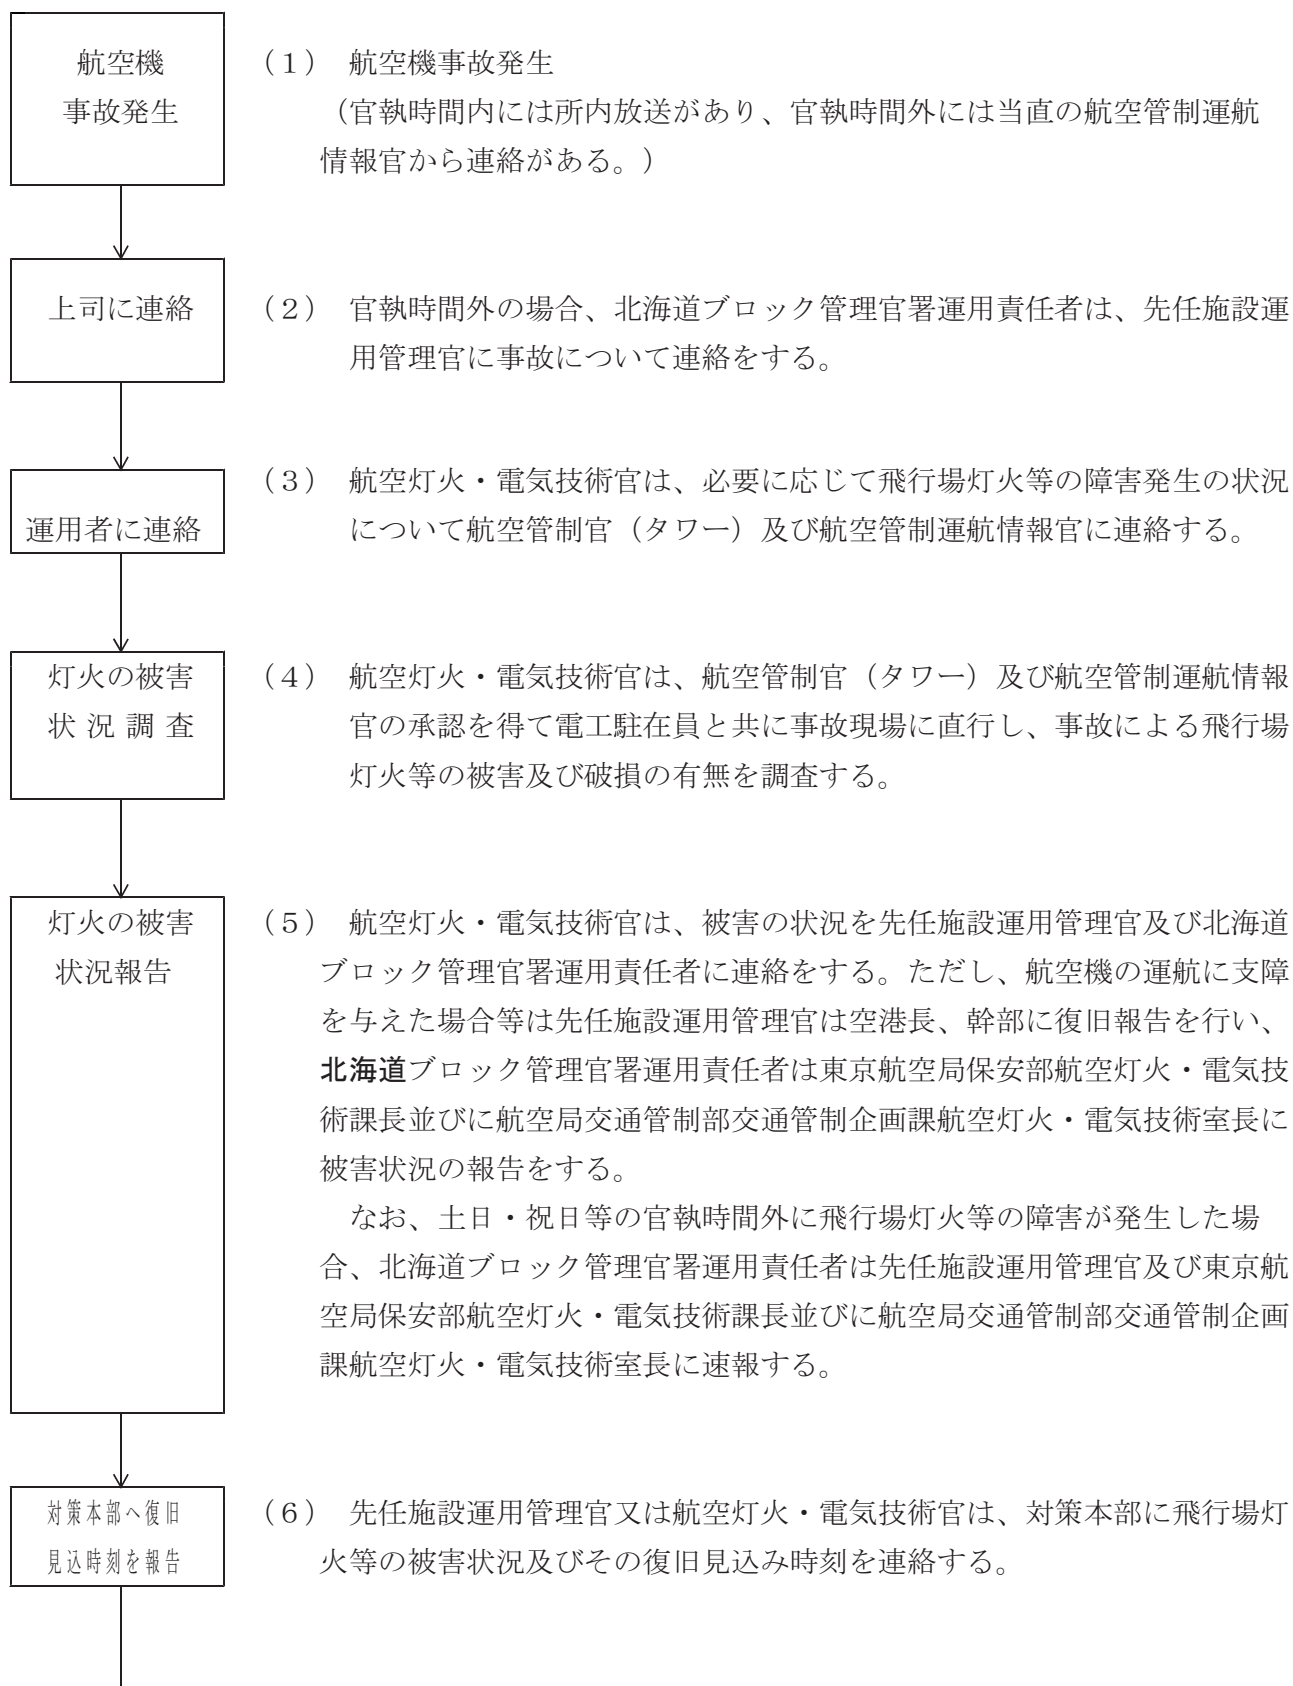 航空機
事故発生
（１） 航空機事故発生
（官執時間内には所内放送があり、官執時間外には当直の航空管制運航
情報官から連絡がある。）
上司に連絡
（２） 官執時間外の場合、北海道ブロック管理官署運用責任者は、先任施設運
用管理官に事故について連絡をする。
運用者に連絡
（３） 航空灯火・電気技術官は、必要に応じて飛行場灯火等の障害発生の状況
について航空管制官（タワー）及び航空管制運航情報官に連絡する。
灯火の被害
状 況 調 査
（４） 航空灯火・電気技術官は、航空管制官（タワー）及び航空管制運航情報
官の承認を得て電工駐在員と共に事故現場に直行し、事故による飛行場
灯火等の被害及び破損の有無を調査する。
灯火の被害
状況報告
（５） 航空灯火・電気技術官は、被害の状況を先任施設運用管理官及び北海道
ブロック管理官署運用責任者に連絡をする。ただし、航空機の運航に支障
を与えた場合等は先任施設運用管理官は空港長、幹部に復旧報告を行い、
北海道ブロック管理官署運用責任者は東京航空局保安部航空灯火・電気技
術課長並びに航空局交通管制部交通管制企画課航空灯火・電気技術室長に
被害状況の報告をする。
なお、土日・祝日等の官執時間外に飛行場灯火等の障害が発生した場
合、北海道ブロック管理官署運用責任者は先任施設運用管理官及び東京航
空局保安部航空灯火・電気技術課長並びに航空局交通管制部交通管制企画
課航空灯火・電気技術室長に速報する。
対策本部へ復旧
見込時刻を報告
（６） 先任施設運用管理官又は航空灯火・電気技術官は、対策本部に飛行場灯
火等の被害状況及びその復旧見込み時刻を連絡する。